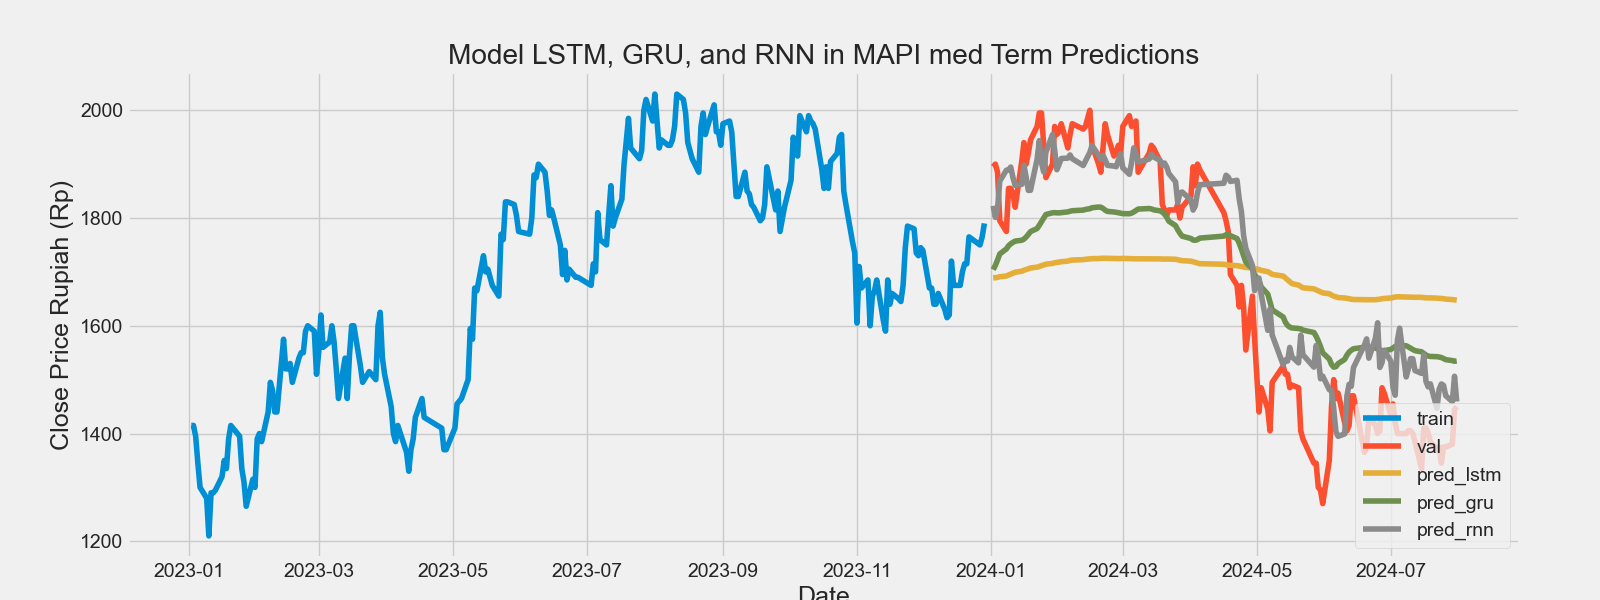 Model LSTM, GRU, and RNN in MAPI med Term Predictions
Close Price Rupiah (Rp)
2000
1800
1600
1400
1200
train
val
pred_lstm
pred_gru
pred_rnn
2023-01 2023-03 2023-05 2023-07 2023-09 2023-11 2024-01 2024-03 2024-05 2024-07
Date